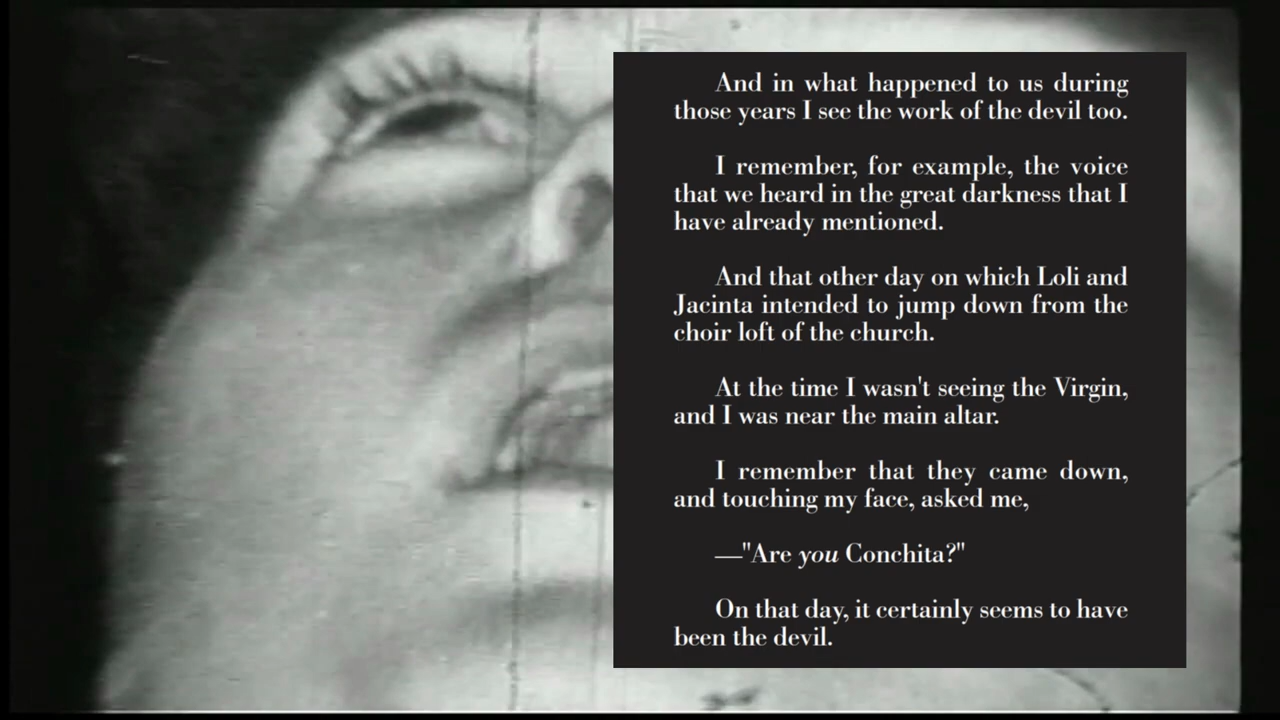 And in what happened to us during
those years I see the work of the devil too.
I remember, for example, the voice
that we heard in the great darkness that I
have already mentioned.
And that other day on which Loli and
Jacinta intended to jump down from the
choir loft of the church.
At the time I wasn't seeing the Virgin,
and I was near the main altar.
I remember that they came down,
and touching my face, asked me,
—"Are you Conchita?"
On that day, it certainly seems to have
been the devil.